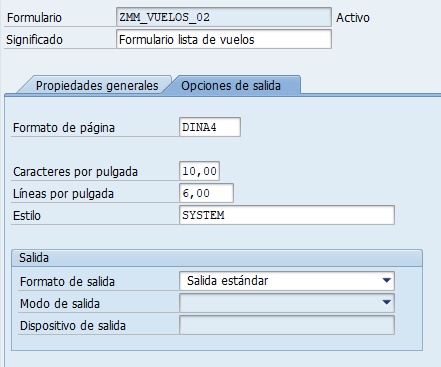 Formulario ZMM_VUELOS_02 Activo
Significado Formulario lista de vuelos
Propiedades generales Opciones de salida
Formato de página DINA4
Caracteres por pulgada 10,00
Líneas por pulgada 6,00
Estilo SYSTEM
Salida
Formato de salida Salida estándar
Modo de salida
Dispositivo de salida